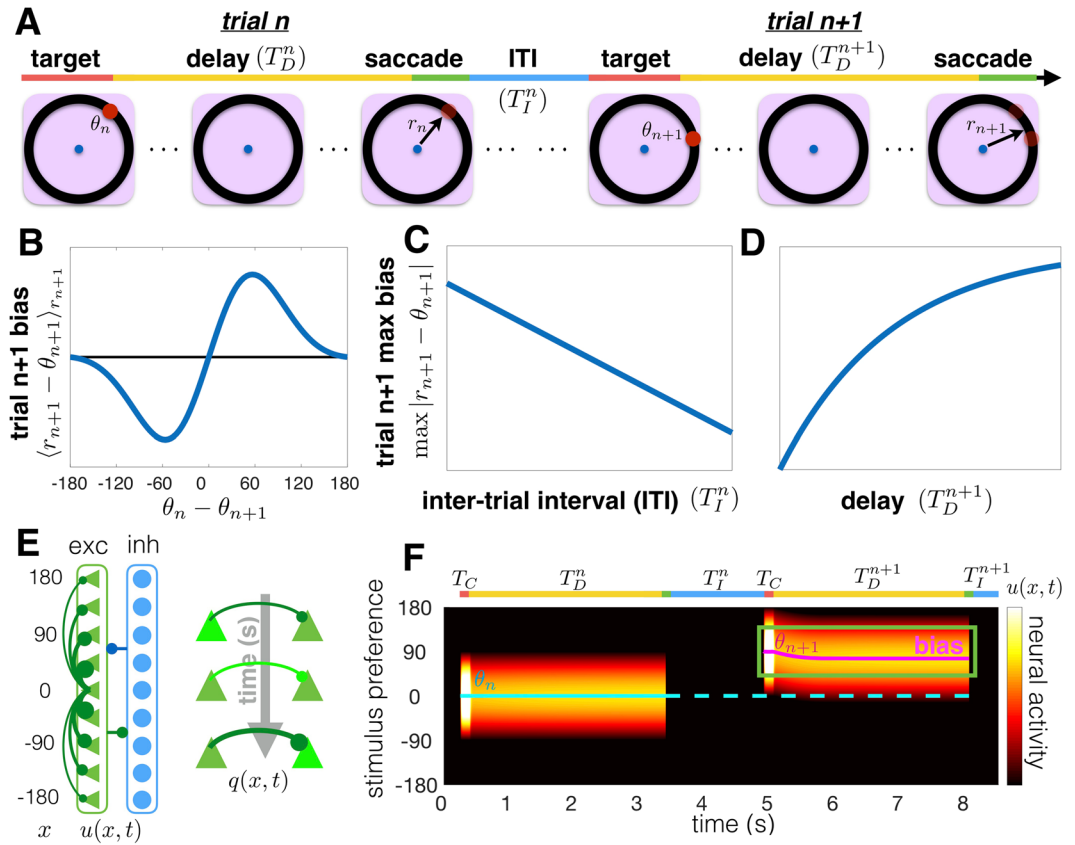 A
trial n
trial n+1
target
delay (T_D^n)
saccade
ITI
target
delay (T_D^{n+1})
saccade
(T_I^n)
θ_n
r_n
θ_{n+1}
r_{n+1}
B
trial n+1 bias
⟨r_{n+1} − θ_{n+1}⟩_{r_{n+1}}
-180 -120 -60 0 60 120 180
θ_n − θ_{n+1}
C
trial n+1 max bias
max |r_{n+1} − θ_{n+1}|
inter-trial interval (ITI) (T_I^n)
D
delay (T_D^{n+1})
E
exc
inh
180
90
0
-90
-180
x
u(x, t)
time (s)
q(x, t)
F
T_C
T_D^n
T_I^n
T_C
T_D^{n+1}
T_I^{n+1}
u(x, t)
stimulus preference
180
90
0
-90
-180
θ_n
θ_{n+1}
bias
neural activity
0 1 2 3 4 5 6 7 8
time (s)